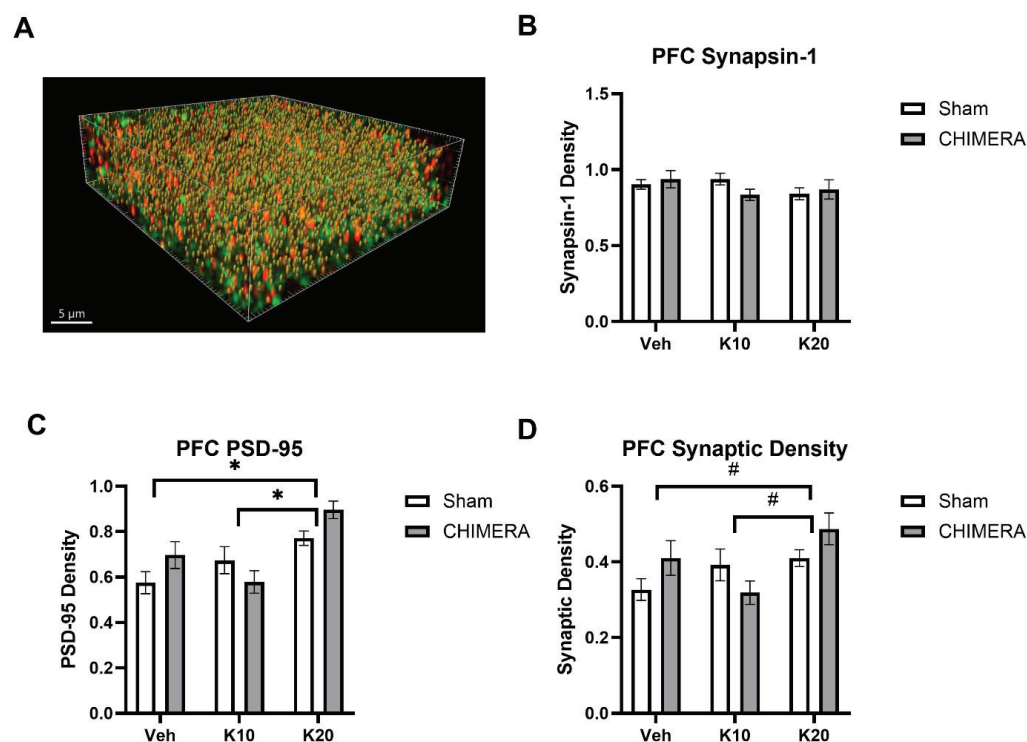 A
5 µm
B
PFC Synapsin-1
Synapsin-1 Density
1.5
1.0
0.5
0.0
Veh
K10
K20
Sham
CHIMERA
C
PFC PSD-95
*
*
PSD-95 Density
1.0
0.8
0.6
0.4
0.2
0.0
Veh
K10
K20
Sham
CHIMERA
D
PFC Synaptic Density
#
#
Synaptic Density
0.6
0.4
0.2
0.0
Veh
K10
K20
Sham
CHIMERA